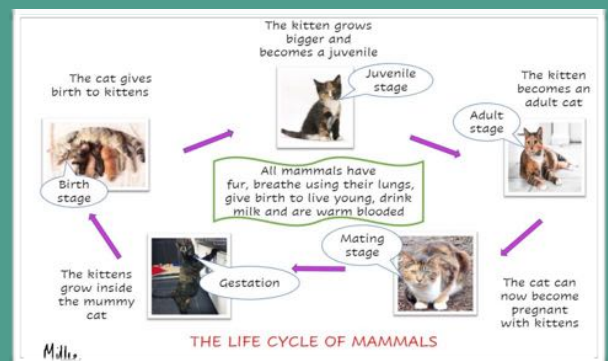 The kitten grows
bigger and
becomes a juvenile
Juvenile
stage
The cat gives
birth to kittens
Birth
stage
The kitten
becomes an
adult cat
Adult
stage
All mammals have
fur, breathe using their lungs,
give birth to live young, drink
milk and are warm blooded
Mating
stage
Gestation
The kittens
grow inside
the mummy
cat
The cat can
now become
pregnant
with kittens
THE LIFE CYCLE OF MAMMALS